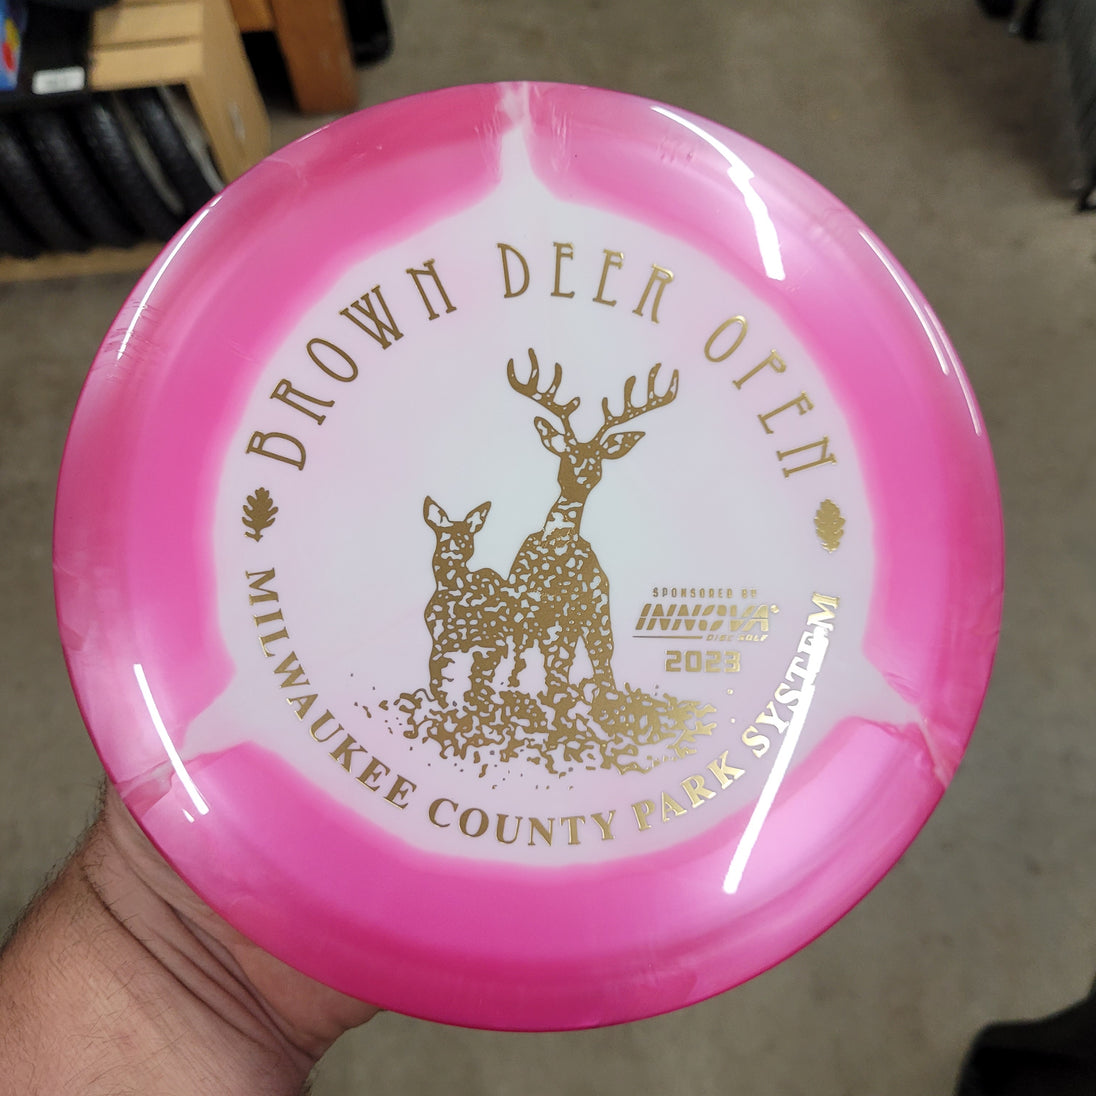 BROWN DEER OPEN
SPONSORED BY
INNOVA
DISC GOLF
2023
MILWAUKEE COUNTY PARK SYSTEM